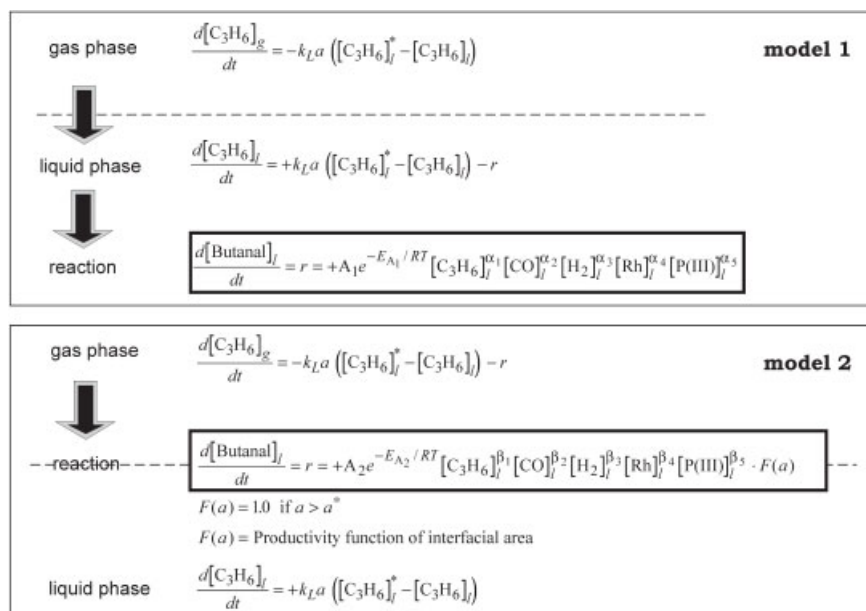 gas phase d[C₃H₆]g/dt = −kLa ([C₃H₆]*l − [C₃H₆]l) model 1
liquid phase d[C₃H₆]l/dt = +kLa ([C₃H₆]*l − [C₃H₆]l) − r
reaction d[Butanal]l/dt = r = +A₁e^(−E_A₁/RT) [C₃H₆]l^α₁ [CO]l^α₂ [H₂]l^α₃ [Rh]l^α₄ [P(III)]l^α₅
gas phase d[C₃H₆]g/dt = −kLa ([C₃H₆]*l − [C₃H₆]l) − r model 2
reaction d[Butanal]l/dt = r = +A₂e^(−E_A₂/RT) [C₃H₆]l^β₁ [CO]l^β₂ [H₂]l^β₃ [Rh]l^β₄ [P(III)]l^β₅ · F(a)
F(a) = 1.0 if a > a*
F(a) = Productivity function of interfacial area
liquid phase d[C₃H₆]l/dt = +kLa ([C₃H₆]*l − [C₃H₆]l)